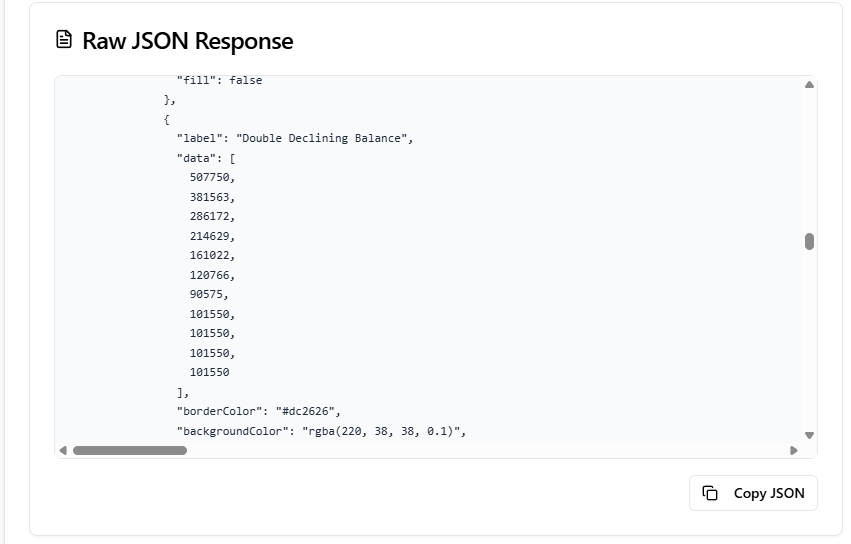 Raw JSON Response
"fill": false
},
{
"label": "Double Declining Balance",
"data": [
507750,
381563,
286172,
214629,
161022,
120766,
90575,
101550,
101550,
101550,
101550
],
"borderColor": "#dc2626",
"backgroundColor": "rgba(220, 38, 38, 0.1)",
Copy JSON